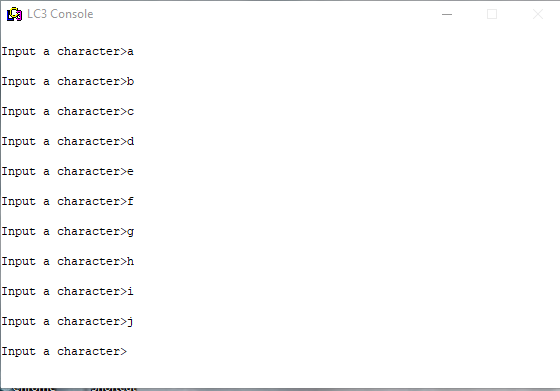 LC3 Console
Input a character>a
Input a character>b
Input a character>c
Input a character>d
Input a character>e
Input a character>f
Input a character>g
Input a character>h
Input a character>i
Input a character>j
Input a character>